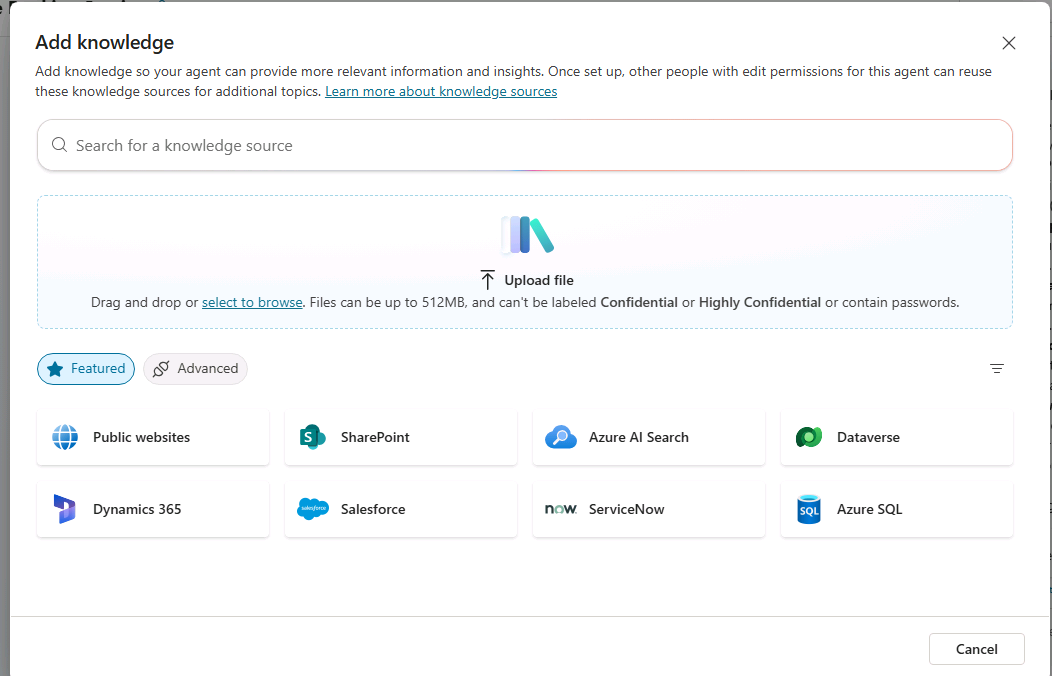 Add knowledge
Add knowledge so your agent can provide more relevant information and insights. Once set up, other people with edit permissions for this agent can reuse
these knowledge sources for additional topics. Learn more about knowledge sources
Search for a knowledge source
Upload file
Drag and drop or select to browse. Files can be up to 512MB, and can't be labeled Confidential or Highly Confidential or contain passwords.
Featured Advanced
Public websites S SharePoint Azure AI Search Dataverse
Dynamics 365 salesforce Salesforce now. ServiceNow SQL Azure SQL
Cancel